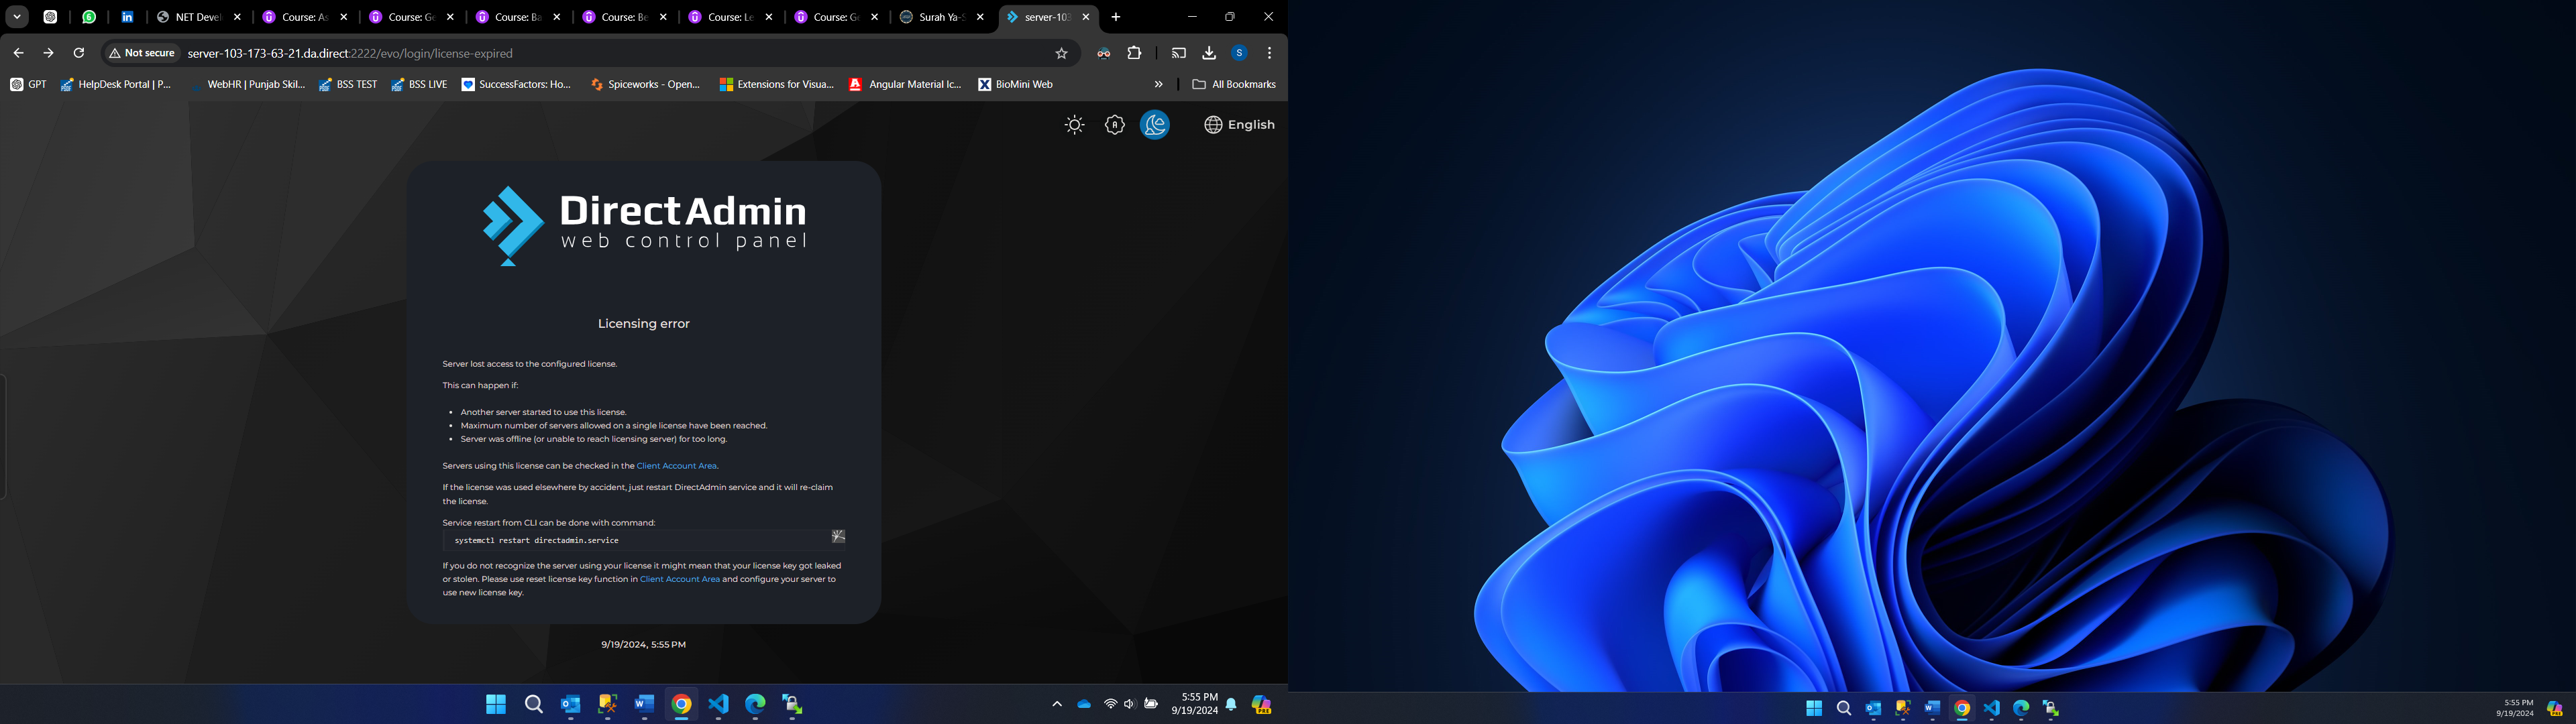 NET Devel
Course: As
Course: Ge
Course: Ba
Course: Be
Course: Le
Course: Ge
Surah Ya-S
server-103
Not secure
server-103-173-63-21.da.direct:2222/evo/login/license-expired
S
GPT
HelpDesk Portal | P...
WebHR | Punjab Skil...
BSS TEST
BSS LIVE
SuccessFactors: Ho...
Spiceworks - Open...
Extensions for Visua...
Angular Material Ic...
BioMini Web
All Bookmarks
English
DirectAdmin
web control panel
Licensing error
Server lost access to the configured license.
This can happen if:
• Another server started to use this license.
• Maximum number of servers allowed on a single license have been reached.
• Server was offline (or unable to reach licensing server) for too long.
Servers using this license can be checked in the Client Account Area.
If the license was used elsewhere by accident, just restart DirectAdmin service and it will re-claim
the license.
Service restart from CLI can be done with command:
systemctl restart directadmin.service
If you do not recognize the server using your license it might mean that your license key got leaked
or stolen. Please use reset license key function in Client Account Area and configure your server to
use new license key.
9/19/2024, 5:55 PM
5:55 PM
9/19/2024
5:55 PM
9/19/2024